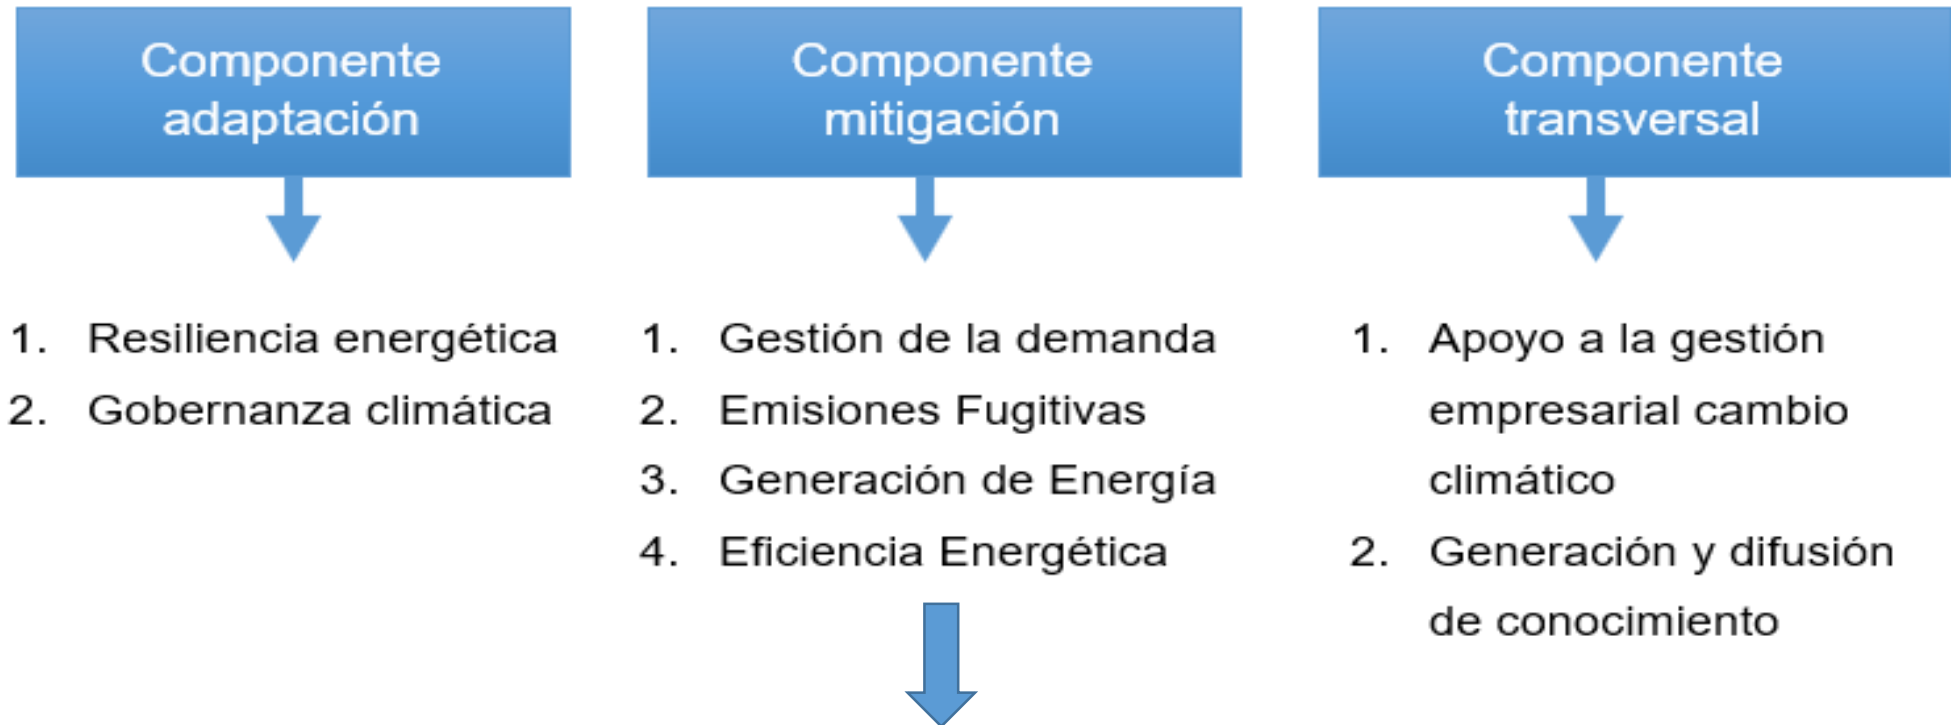 Componente
adaptación
1. Resiliencia energética
2. Gobernanza climática
Componente
mitigación
1. Gestión de la demanda
2. Emisiones Fugitivas
3. Generación de Energía
4. Eficiencia Energética
Componente
transversal
1. Apoyo a la gestión
empresarial cambio
climático
2. Generación y difusión
de conocimiento